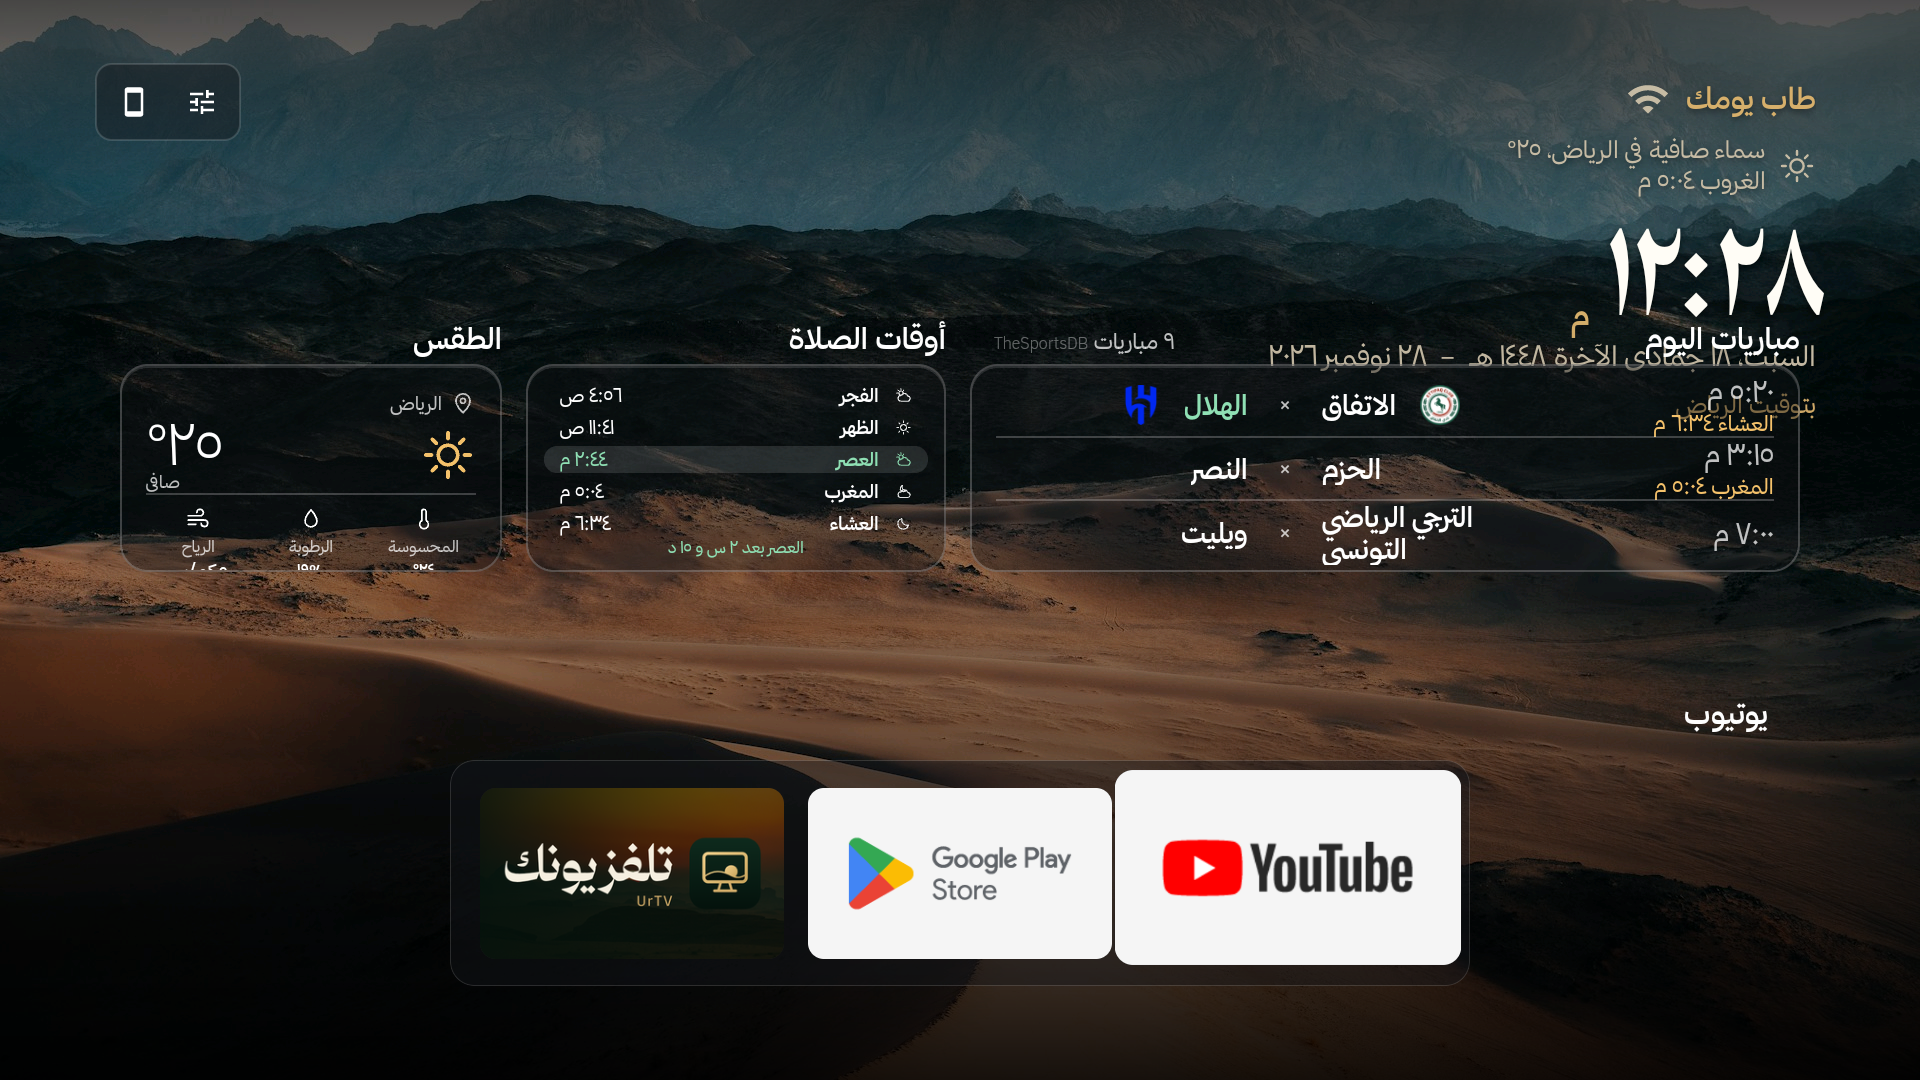 طاب يومك
سماء صافية في الرياض، ٢٥°
الغروب ٥:٠٤ م
١٢:٢٨ م
السبت، ١٨ جمادى الآخرة ١٤٤٨ هـ – ٢٨ نوفمبر ٢٠٢٦
بتوقيت الرياض
مباريات اليوم
٩ مباريات TheSportsDB
٥:٢٠ م
العشاء ٦:٣٤ م
الاتفاق × الهلال
٣:١٥ م
المغرب ٥:٠٤ م
الحزم × النصر
٧:٠٠ م
الترجي الرياضي
التونسي
× ويليت
أوقات الصلاة
الفجر ٤:٥٦ ص
الظهر ١١:٤١ ص
العصر ٢:٤٤ م
المغرب ٥:٠٤ م
العشاء ٦:٣٤ م
العصر بعد ٢ س و ١٥ د
الطقس
الرياض
٢٥°
صافي
المحسوسة
الرطوبة
الرياح
يوتيوب
YouTube
Google Play
Store
تلفزيونك
UrTV